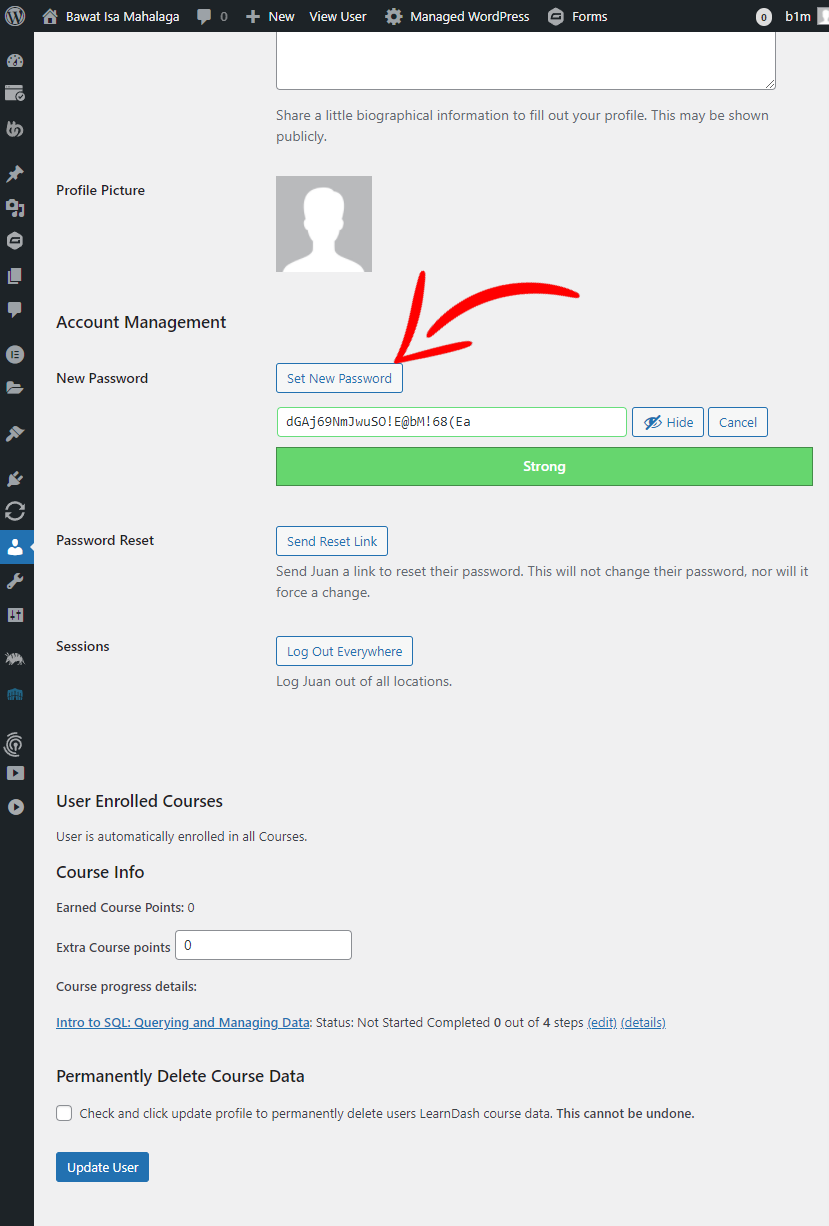 Bawat Isa Mahalaga 0 New View User Managed WordPress Forms 0 b1m
Share a little biographical information to fill out your profile. This may be shown
publicly.
Profile Picture
Account Management
New Password
Set New Password
dGAj69NmJwuSO!E@bM!68(Ea
Hide
Cancel
Strong
Password Reset
Send Reset Link
Send Juan a link to reset their password. This will not change their password, nor will it
force a change.
Sessions
Log Out Everywhere
Log Juan out of all locations.
User Enrolled Courses
User is automatically enrolled in all Courses.
Course Info
Earned Course Points: 0
Extra Course points 0
Course progress details:
Intro to SQL: Querying and Managing Data: Status: Not Started Completed 0 out of 4 steps (edit) (details)
Permanently Delete Course Data
Check and click update profile to permanently delete users LearnDash course data. This cannot be undone.
Update User